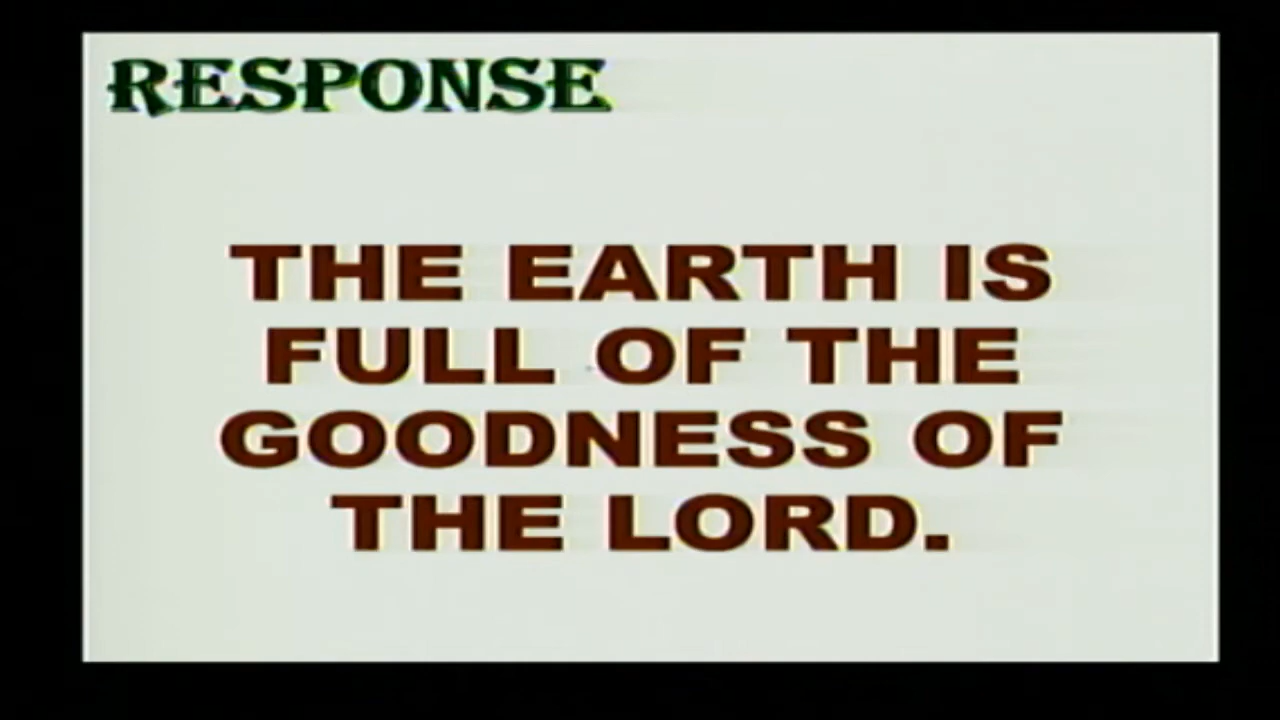 RESPONSE
THE EARTH IS
FULL OF THE
GOODNESS OF
THE LORD.